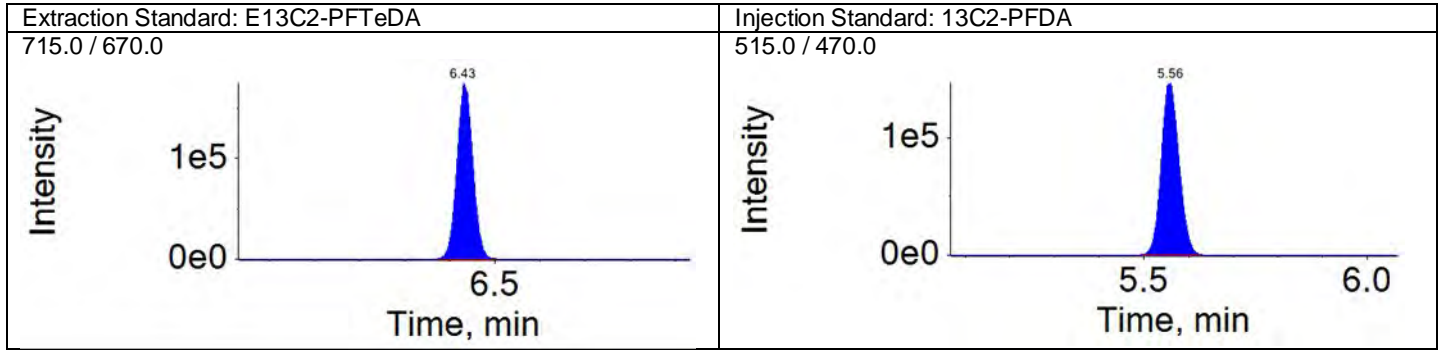 Extraction Standard: E13C2-PFTeDA
715.0 / 670.0
6.43
Intensity
1e5
0e0
6.5
Time, min
Injection Standard: 13C2-PFDA
515.0 / 470.0
5.56
Intensity
1e5
0e0
5.5
6.0
Time, min